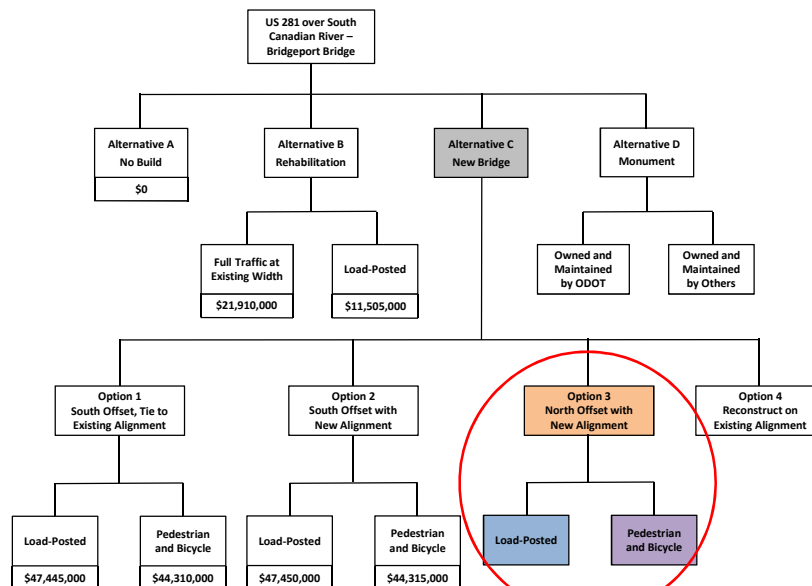 US 281 over South
Canadian River –
Bridgeport Bridge
Alternative A
No Build
$0
Alternative B
Rehabilitation
Alternative C
New Bridge
Alternative D
Monument
Full Traffic at
Existing Width
$21,910,000
Load-Posted
$11,505,000
Owned and
Maintained
by ODOT
Owned and
Maintained
by Others
Option 1
South Offset, Tie to
Existing Alignment
Option 2
South Offset with
New Alignment
Option 3
North Offset with
New Alignment
Option 4
Reconstruct on
Existing Alignment
Load-Posted
$47,445,000
Pedestrian
and Bicycle
$44,310,000
Load-Posted
$47,450,000
Pedestrian
and Bicycle
$44,315,000
Load-Posted
Pedestrian
and Bicycle